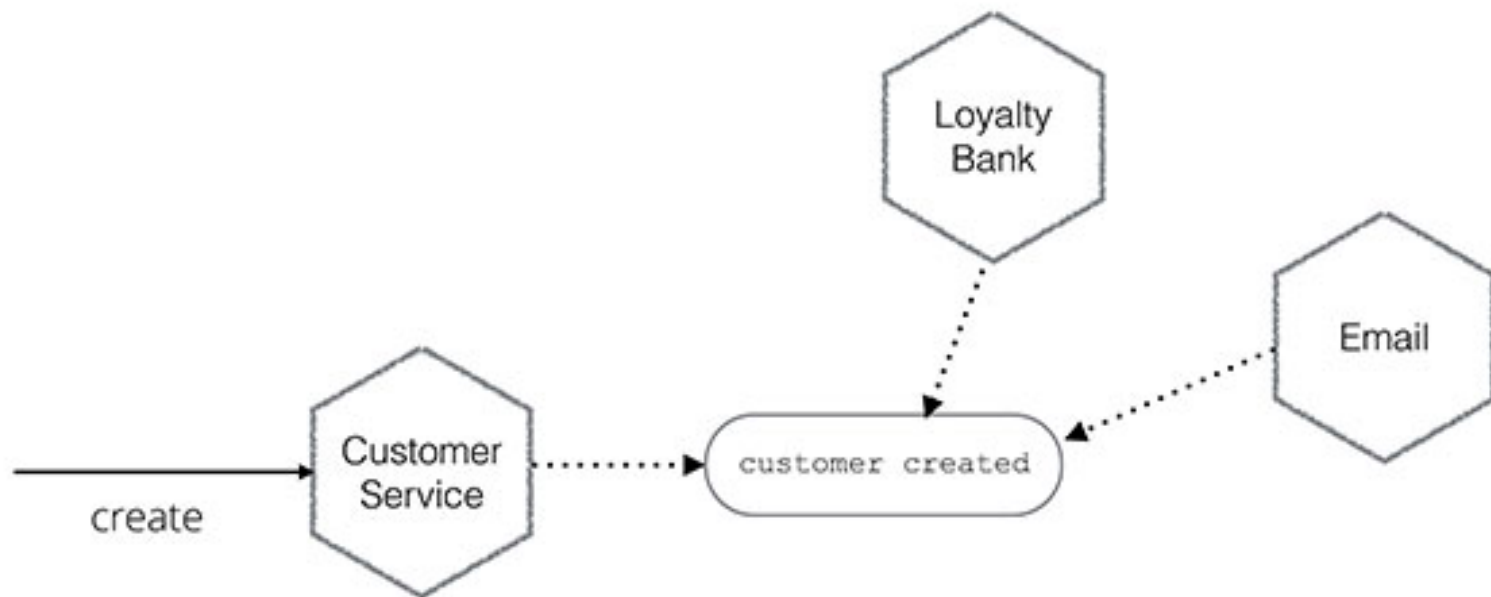 Loyalty
Bank
Email
Customer
Service
customer created
create